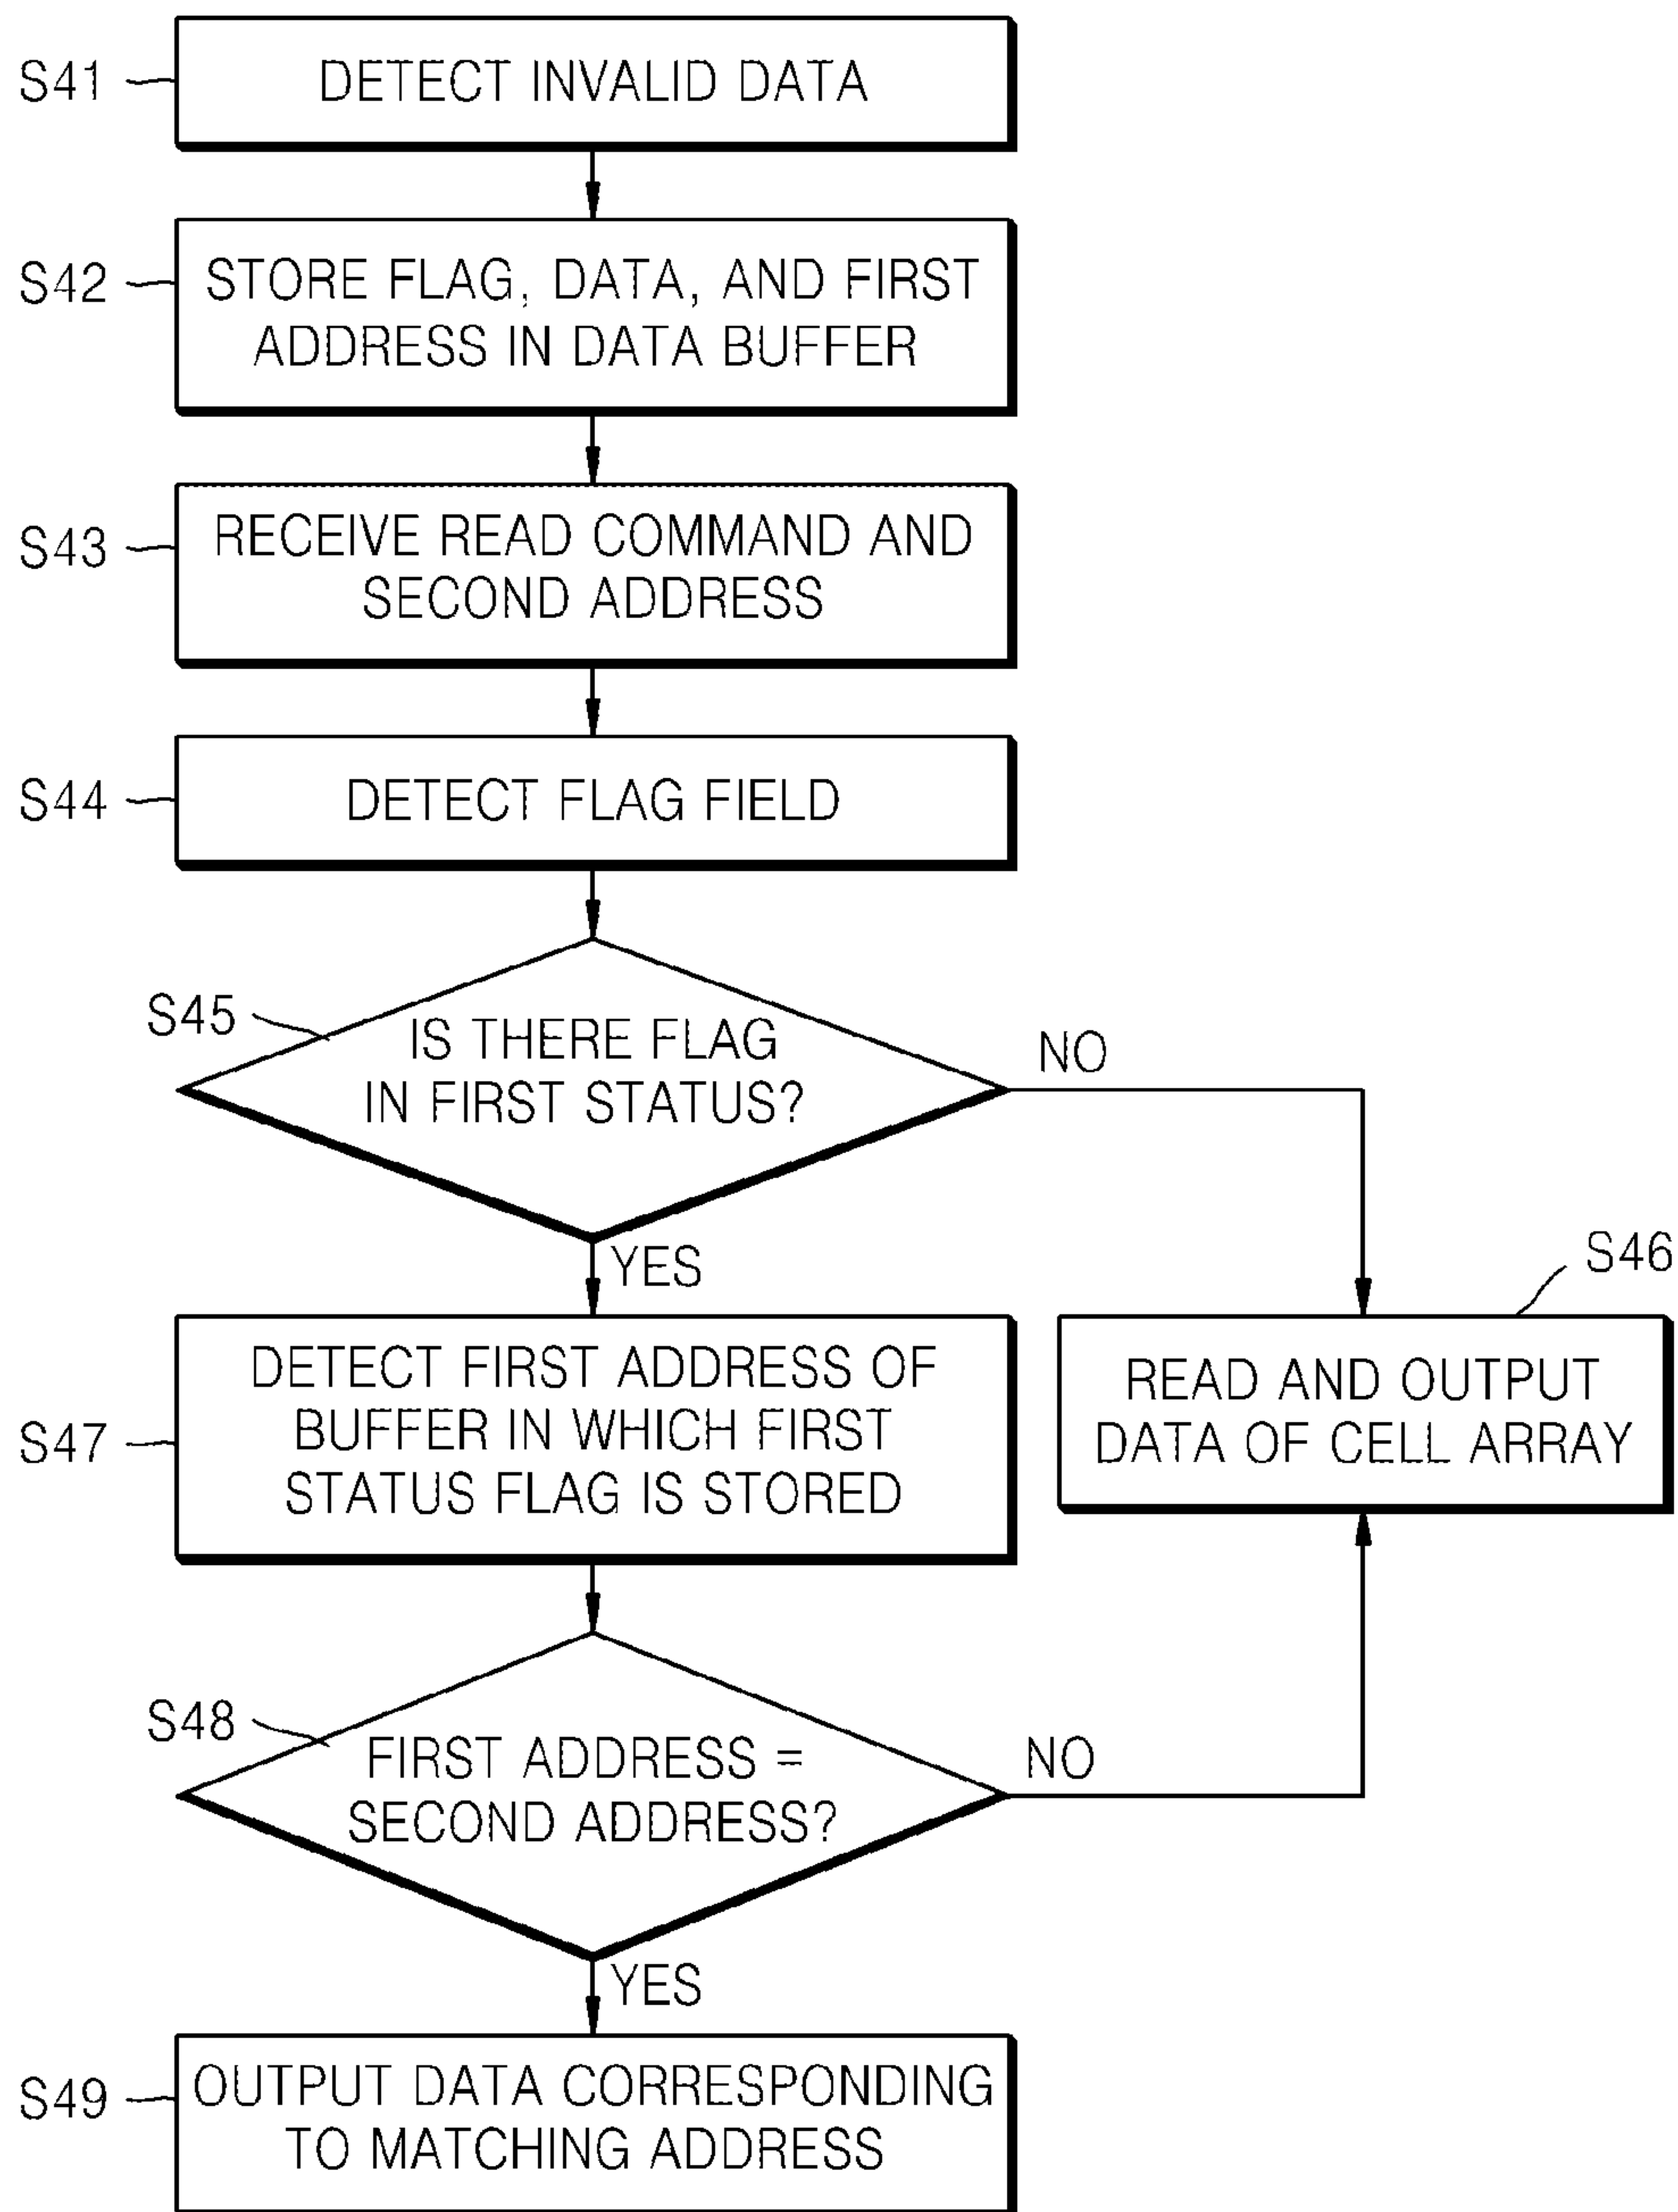 S41
DETECT INVALID DATA
S42
STORE FLAG, DATA, AND FIRST
ADDRESS IN DATA BUFFER
S43
RECEIVE READ COMMAND AND
SECOND ADDRESS
S44
DETECT FLAG FIELD
S45
IS THERE FLAG
IN FIRST STATUS?
NO
YES
S46
READ AND OUTPUT
DATA OF CELL ARRAY
S47
DETECT FIRST ADDRESS OF
BUFFER IN WHICH FIRST
STATUS FLAG IS STORED
S48
FIRST ADDRESS =
SECOND ADDRESS?
NO
YES
S49
OUTPUT DATA CORRESPONDING
TO MATCHING ADDRESS